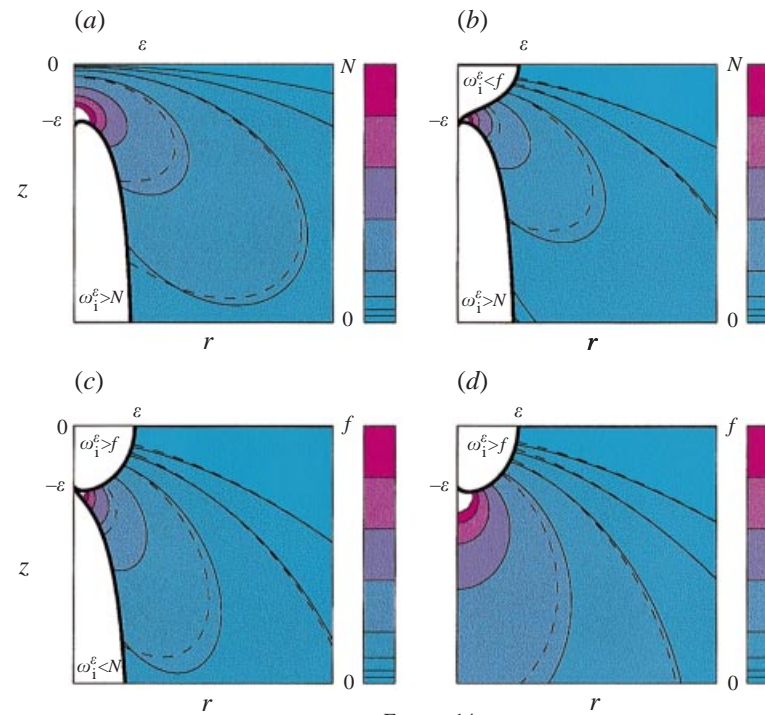 (a) (b)
ε ε
0 N N
ω_i^ε<f
−ε −ε
z
ω_i^ε>N ω_i^ε>N
0 0
r r
(c) (d)
ε ε
0 f f
ω_i^ε>f ω_i^ε>f
−ε −ε
z
ω_i^ε<N
0 0
r r